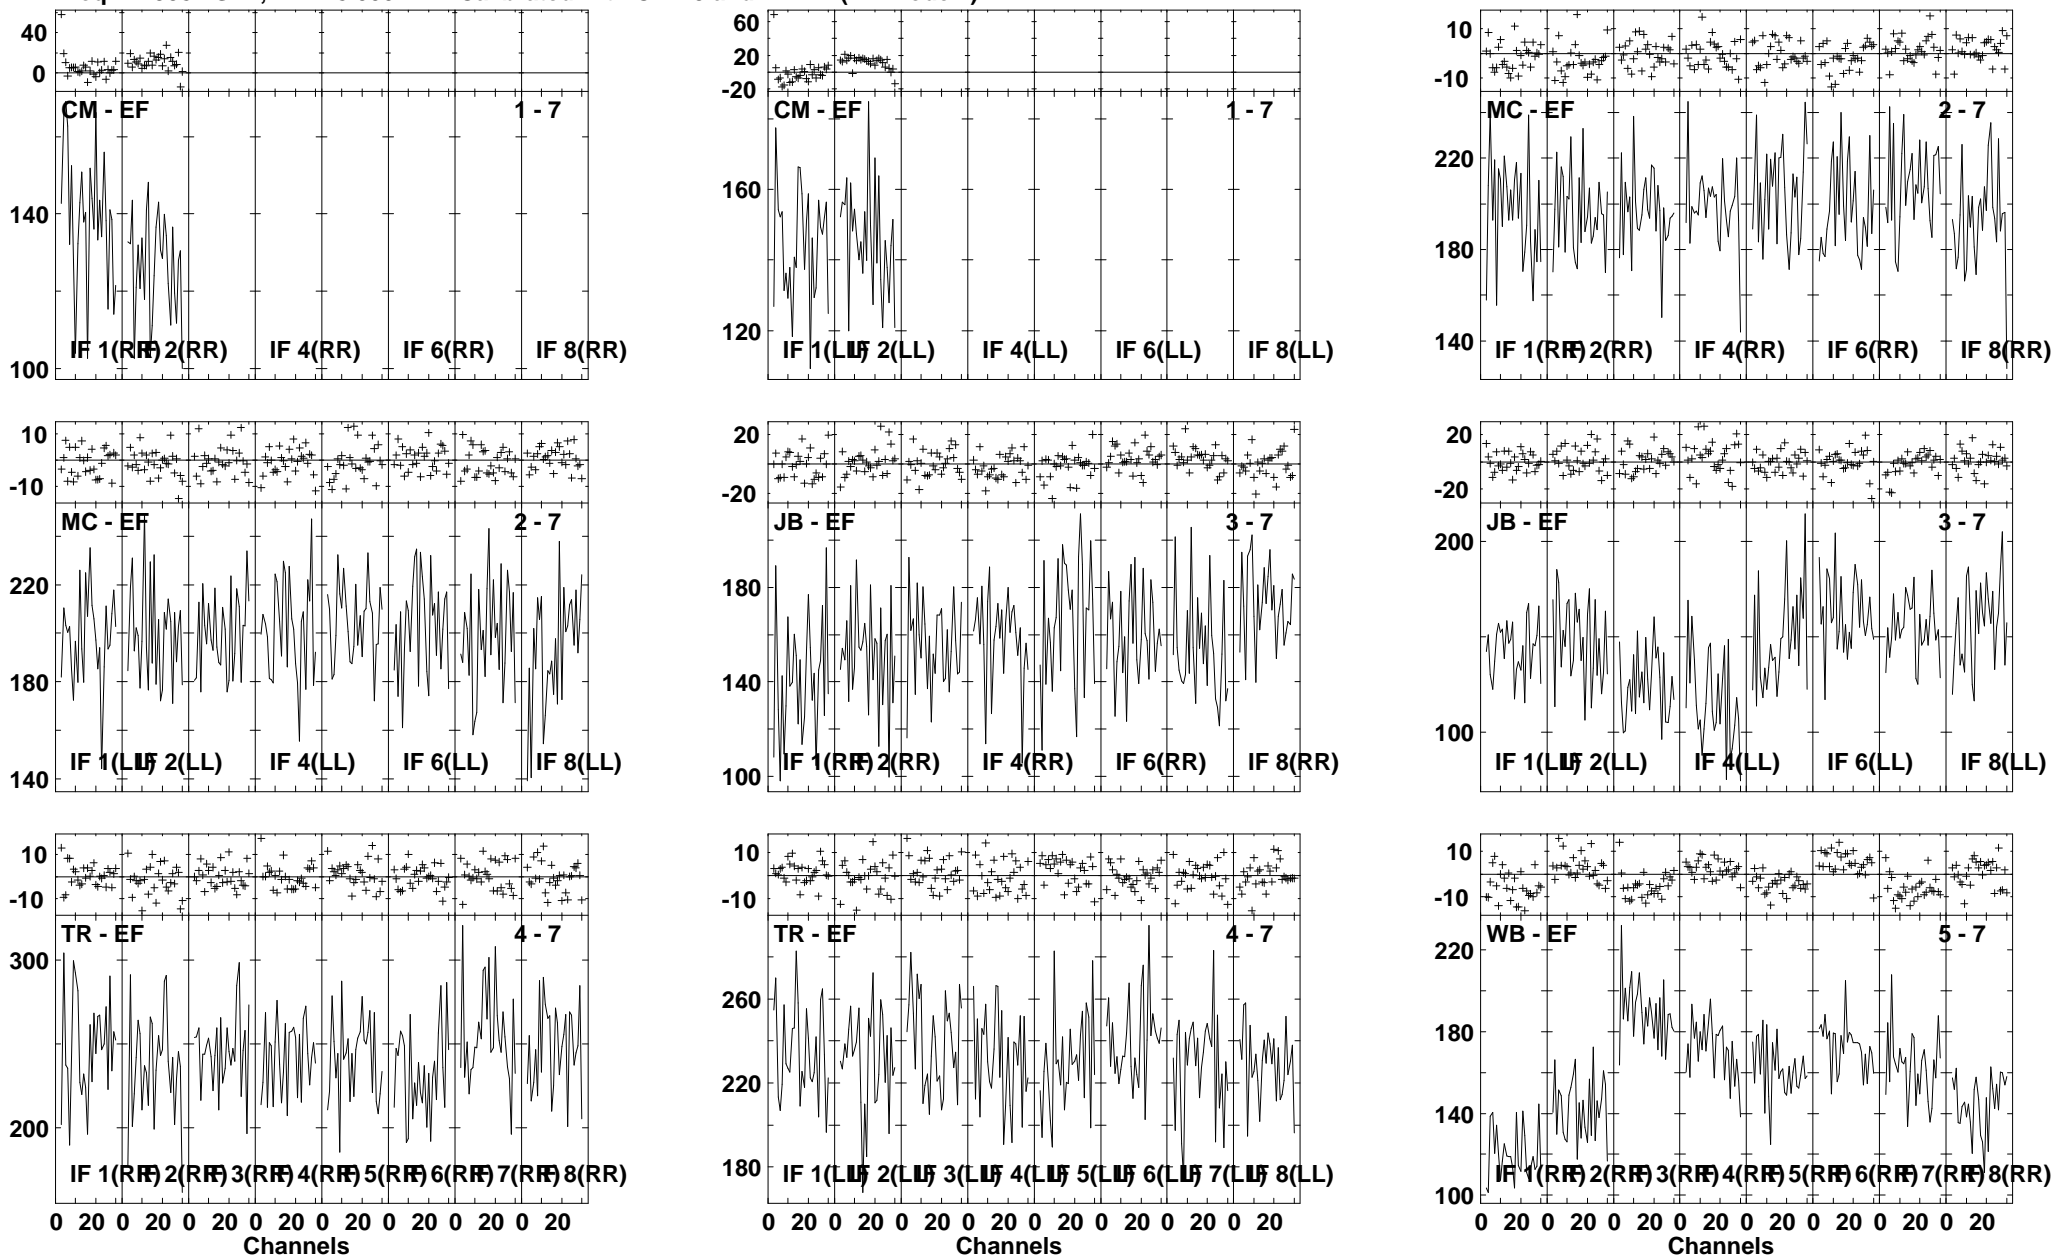 40
0
CM - EF 1 - 7
140
100
IF 1(RR) IF 2(RR) IF 4(RR) IF 6(RR) IF 8(RR)
60
20
-20
CM - EF 1 - 7
160
120
IF 1(LL) IF 2(LL) IF 4(LL) IF 6(LL) IF 8(LL)
10
-10
MC - EF 2 - 7
220
180
140
IF 1(RR) IF 2(RR) IF 4(RR) IF 6(RR) IF 8(RR)
10
-10
MC - EF 2 - 7
220
180
140
IF 1(LL) IF 2(LL) IF 4(LL) IF 6(LL) IF 8(LL)
20
-20
JB - EF 3 - 7
180
140
100
IF 1(RR) IF 2(RR) IF 4(RR) IF 6(RR) IF 8(RR)
20
-20
JB - EF 3 - 7
200
100
IF 1(LL) IF 2(LL) IF 4(LL) IF 6(LL) IF 8(LL)
10
-10
TR - EF 4 - 7
300
200
IF 1(RR) IF 2(RR) IF 3(RR) IF 4(RR) IF 5(RR) IF 6(RR) IF 7(RR) IF 8(RR)
0 20 0 20 0 20 0 20 0 20 0 20 0 20 0 20
Channels
10
-10
TR - EF 4 - 7
260
220
180
IF 1(LL) IF 2(LL) IF 3(LL) IF 4(LL) IF 5(LL) IF 6(LL) IF 7(LL) IF 8(LL)
0 20 0 20 0 20 0 20 0 20 0 20 0 20 0 20
Channels
10
-10
WB - EF 5 - 7
220
180
140
100
IF 1(RR) IF 2(RR) IF 3(RR) IF 4(RR) IF 5(RR) IF 6(RR) IF 7(RR) IF 8(RR)
0 20 0 20 0 20 0 20 0 20 0 20 0 20 0 20
Channels